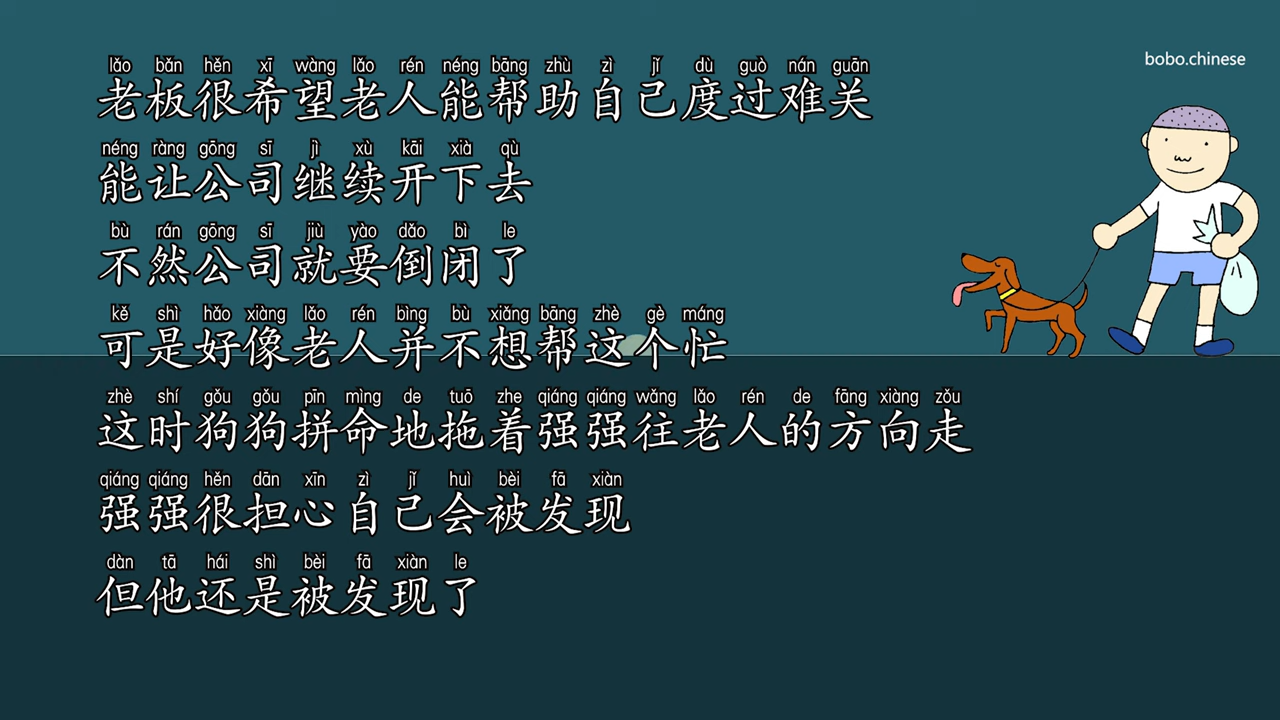 bobo.chinese
lǎo bǎn hěn xī wàng lǎo rén néng bāng zhù zì jǐ dù guò nán guān
老板很希望老人能帮助自己度过难关
néng ràng gōng sī jì xù kāi xià qù
能让公司继续开下去
bù rán gōng sī jiù yào dǎo bì le
不然公司就要倒闭了
kě shì hǎo xiàng lǎo rén bìng bù xiǎng bāng zhè gè máng
可是好像老人并不想帮这个忙
zhè shí gǒu gǒu pīn mìng de tuō zhe qiáng qiáng wǎng lǎo rén de fāng xiàng zǒu
这时狗狗拼命地拖着强强往老人的方向走
qiáng qiáng hěn dān xīn zì jǐ huì bèi fā xiàn
强强很担心自己会被发现
dàn tā hái shì bèi fā xiàn le
但他还是被发现了